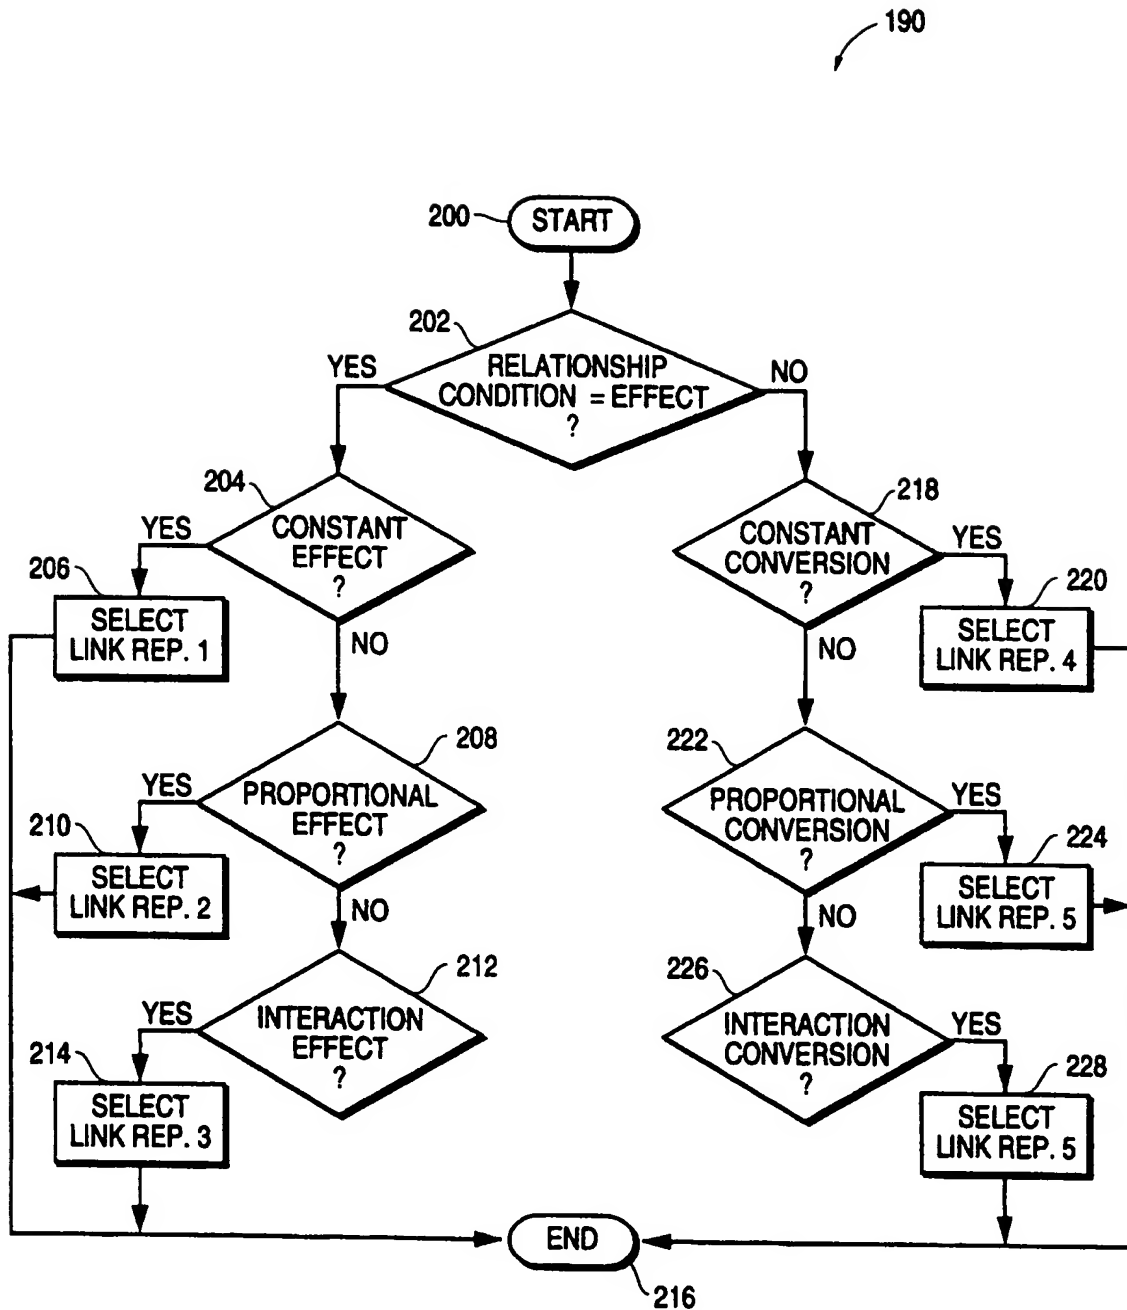 190
200
START
202
YES
RELATIONSHIP
CONDITION = EFFECT
?
NO
204
YES
CONSTANT
EFFECT
?
NO
206
SELECT
LINK REP. 1
218
CONSTANT
CONVERSION
?
YES
NO
220
SELECT
LINK REP. 4
208
YES
PROPORTIONAL
EFFECT
?
NO
210
SELECT
LINK REP. 2
222
PROPORTIONAL
CONVERSION
?
YES
NO
224
SELECT
LINK REP. 5
212
YES
INTERACTION
EFFECT
?
214
SELECT
LINK REP. 3
226
INTERACTION
CONVERSION
?
YES
228
SELECT
LINK REP. 5
END
216